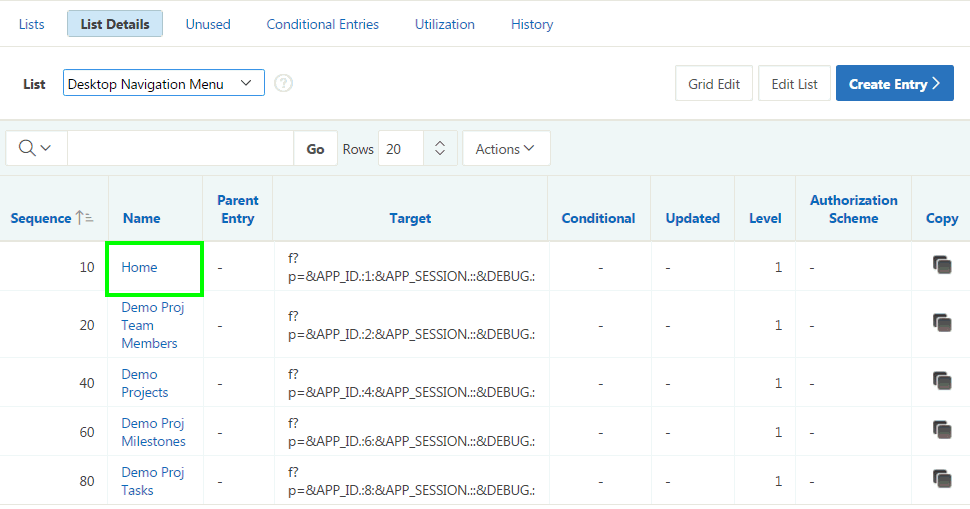 Lists List Details Unused Conditional Entries Utilization History
List Desktop Navigation Menu ? Grid Edit Edit List Create Entry
Go Rows 20 Actions
Sequence Name Parent Entry Target Conditional Updated Level Authorization Scheme Copy
10 Home - f?
p=&APP_ID.:1:&APP_SESSION.::&DEBUG.: - - 1 -
20 Demo Proj
Team
Members - f?
p=&APP_ID.:2:&APP_SESSION.::&DEBUG.: - - 1 -
40 Demo
Projects - f?
p=&APP_ID.:4:&APP_SESSION.::&DEBUG.: - - 1 -
60 Demo Proj
Milestones - f?
p=&APP_ID.:6:&APP_SESSION.::&DEBUG.: - - 1 -
80 Demo Proj
Tasks - f?
p=&APP_ID.:8:&APP_SESSION.::&DEBUG.: - - 1 -